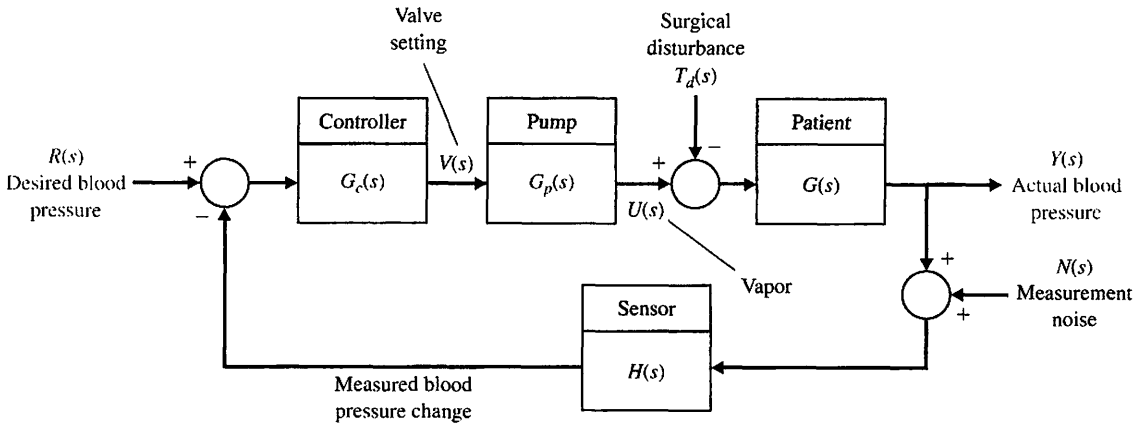 Valve
setting
Surgical
disturbance
T_d(s)
Controller
Pump
Patient
R(s)
Desired blood
pressure
+
−
G_c(s)
V(s)
G_p(s)
+
−
U(s)
G(s)
Y(s)
Actual blood
pressure
Vapor
+
+
N(s)
Measurement
noise
Sensor
H(s)
Measured blood
pressure change